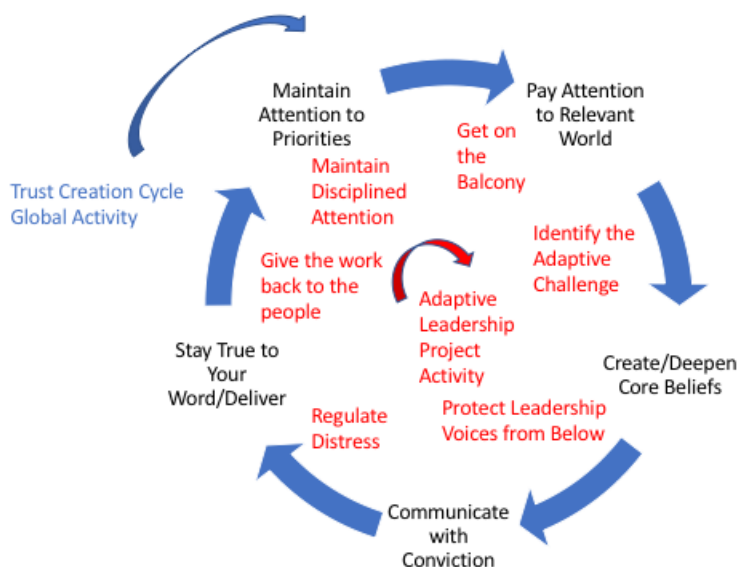 Maintain
Attention to
Priorities
Pay Attention
to Relevant
World
Get on
the
Balcony
Maintain
Disciplined
Attention
Trust Creation Cycle
Global Activity
Identify the
Adaptive
Challenge
Give the work
back to the
people
Adaptive
Leadership
Project
Activity
Stay True to
Your
Word/Deliver
Create/Deepen
Core Beliefs
Protect Leadership
Voices from Below
Regulate
Distress
Communicate
with
Conviction